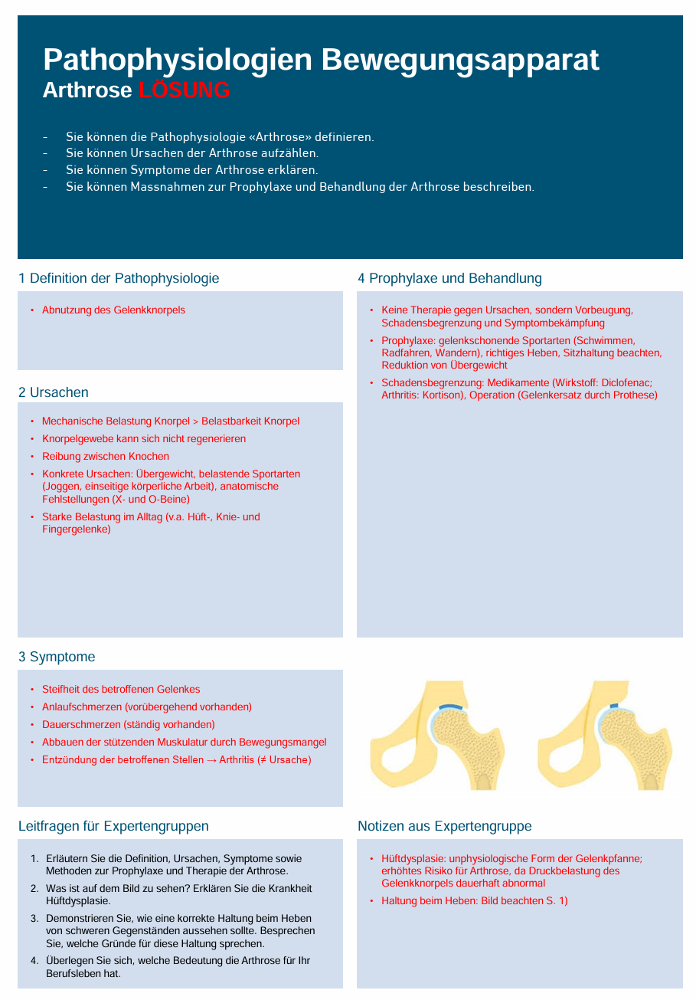 Pathophysiologien Bewegungsapparat
Arthrose LÖSUNG
- Sie können die Pathophysiologie «Arthrose» definieren.
- Sie können Ursachen der Arthrose aufzählen.
- Sie können Symptome der Arthrose erklären.
- Sie können Massnahmen zur Prophylaxe und Behandlung der Arthrose beschreiben.
1 Definition der Pathophysiologie
• Abnutzung des Gelenkknorpels
2 Ursachen
• Mechanische Belastung Knorpel > Belastbarkeit Knorpel
• Knorpelgewebe kann sich nicht regenerieren
• Reibung zwischen Knochen
• Konkrete Ursachen: Übergewicht, belastende Sportarten
(Joggen, einseitige körperliche Arbeit), anatomische
Fehlstellungen (X- und O-Beine)
• Starke Belastung im Alltag (v.a. Hüft-, Knie- und
Fingergelenke)
4 Prophylaxe und Behandlung
• Keine Therapie gegen Ursachen, sondern Vorbeugung,
Schadensbegrenzung und Symptombekämpfung
• Prophylaxe: gelenkschonende Sportarten (Schwimmen,
Radfahren, Wandern), richtiges Heben, Sitzhaltung beachten,
Reduktion von Übergewicht
• Schadensbegrenzung: Medikamente (Wirkstoff: Diclofenac;
Arthritis: Kortison), Operation (Gelenkersatz durch Prothese)
3 Symptome
• Steifheit des betroffenen Gelenkes
• Anlaufschmerzen (vorübergehend vorhanden)
• Dauerschmerzen (ständig vorhanden)
• Abbauen der stützenden Muskulatur durch Bewegungsmangel
• Entzündung der betroffenen Stellen → Arthritis (≠ Ursache)
Leitfragen für Expertengruppen
1. Erläutern Sie die Definition, Ursachen, Symptome sowie
Methoden zur Prophylaxe und Therapie der Arthrose.
2. Was ist auf dem Bild zu sehen? Erklären Sie die Krankheit
Hüftdysplasie.
3. Demonstrieren Sie, wie eine korrekte Haltung beim Heben
von schweren Gegenständen aussehen sollte. Besprechen
Sie, welche Gründe für diese Haltung sprechen.
4. Überlegen Sie sich, welche Bedeutung die Arthrose für Ihr
Berufsleben hat.
Notizen aus Expertengruppe
• Hüftdysplasie: unphysiologische Form der Gelenkpfanne;
erhöhtes Risiko für Arthrose, da Druckbelastung des
Gelenkknorpels dauerhaft abnormal
• Haltung beim Heben: Bild beachten S. 1)